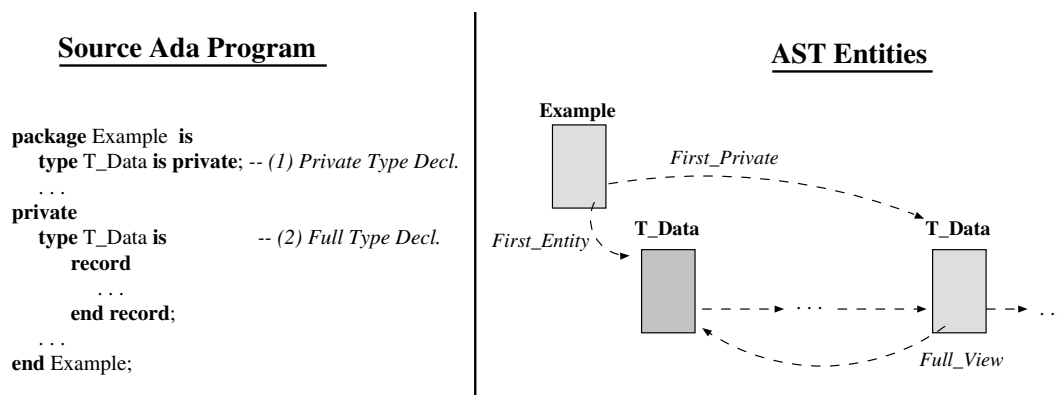 Source Ada Program
package Example is
type T_Data is private; -- (1) Private Type Decl.
. . .
private
type T_Data is -- (2) Full Type Decl.
record
. . .
end record;
. . .
end Example;
AST Entities
Example
First_Private
First_Entity
T_Data
T_Data
. . .
. .
Full_View